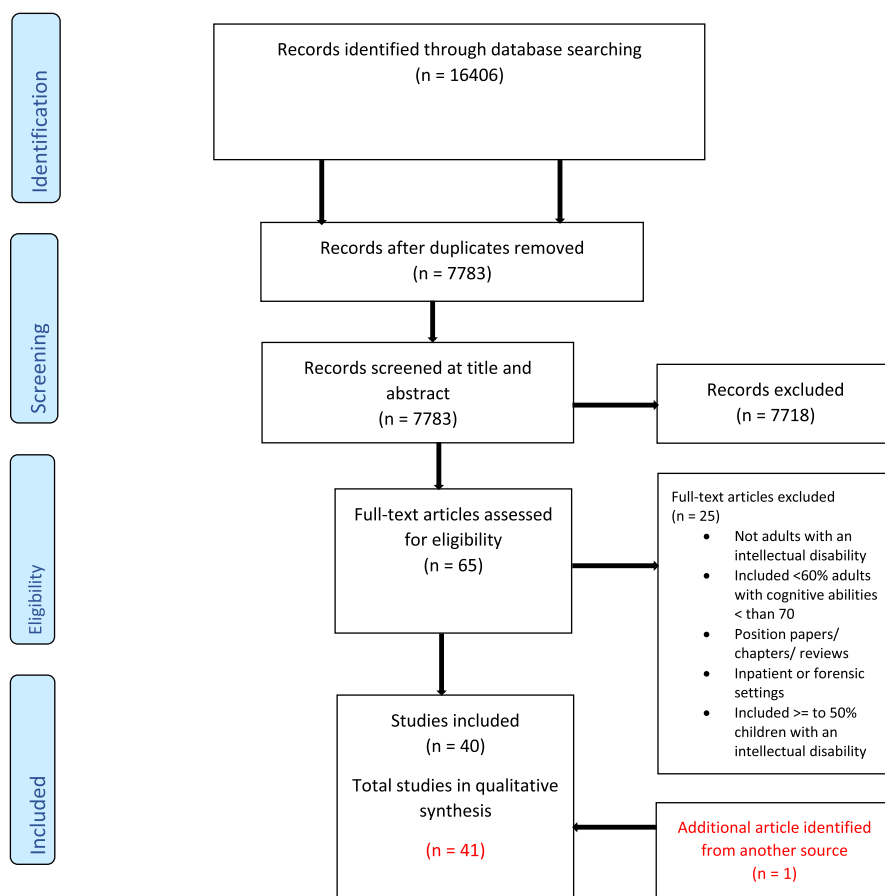 Identification
Records identified through database searching
(n = 16406)
Screening
Records after duplicates removed
(n = 7783)
Records screened at title and
abstract
(n = 7783)
Records excluded
(n = 7718)
Eligibility
Full-text articles assessed
for eligibility
(n = 65)
Full-text articles excluded
(n = 25)
• Not adults with an
intellectual disability
• Included <60% adults
with cognitive abilities
< than 70
• Position papers/
chapters/ reviews
• Inpatient or forensic
settings
• Included >= to 50%
children with an
intellectual disability
Included
Studies included
(n = 40)
Total studies in qualitative
synthesis
(n = 41)
Additional article identified
from another source
(n = 1)